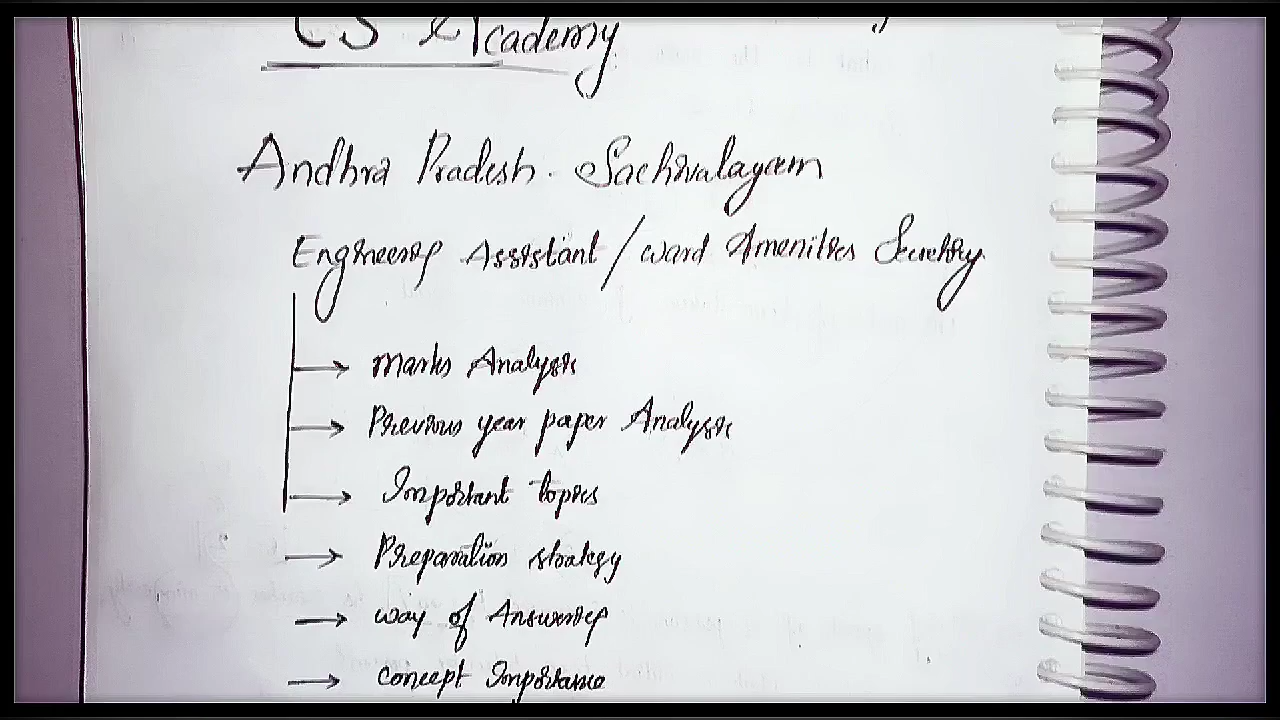 Academy
Andhra Pradesh. Sachivalayam
Engineering Assistant / ward Amenities Secretary.
→ Marks Analysis
→ Previous year paper Analysis
→ Important topics
→ Preparation strategy
→ way of Answering
→ concept Importance